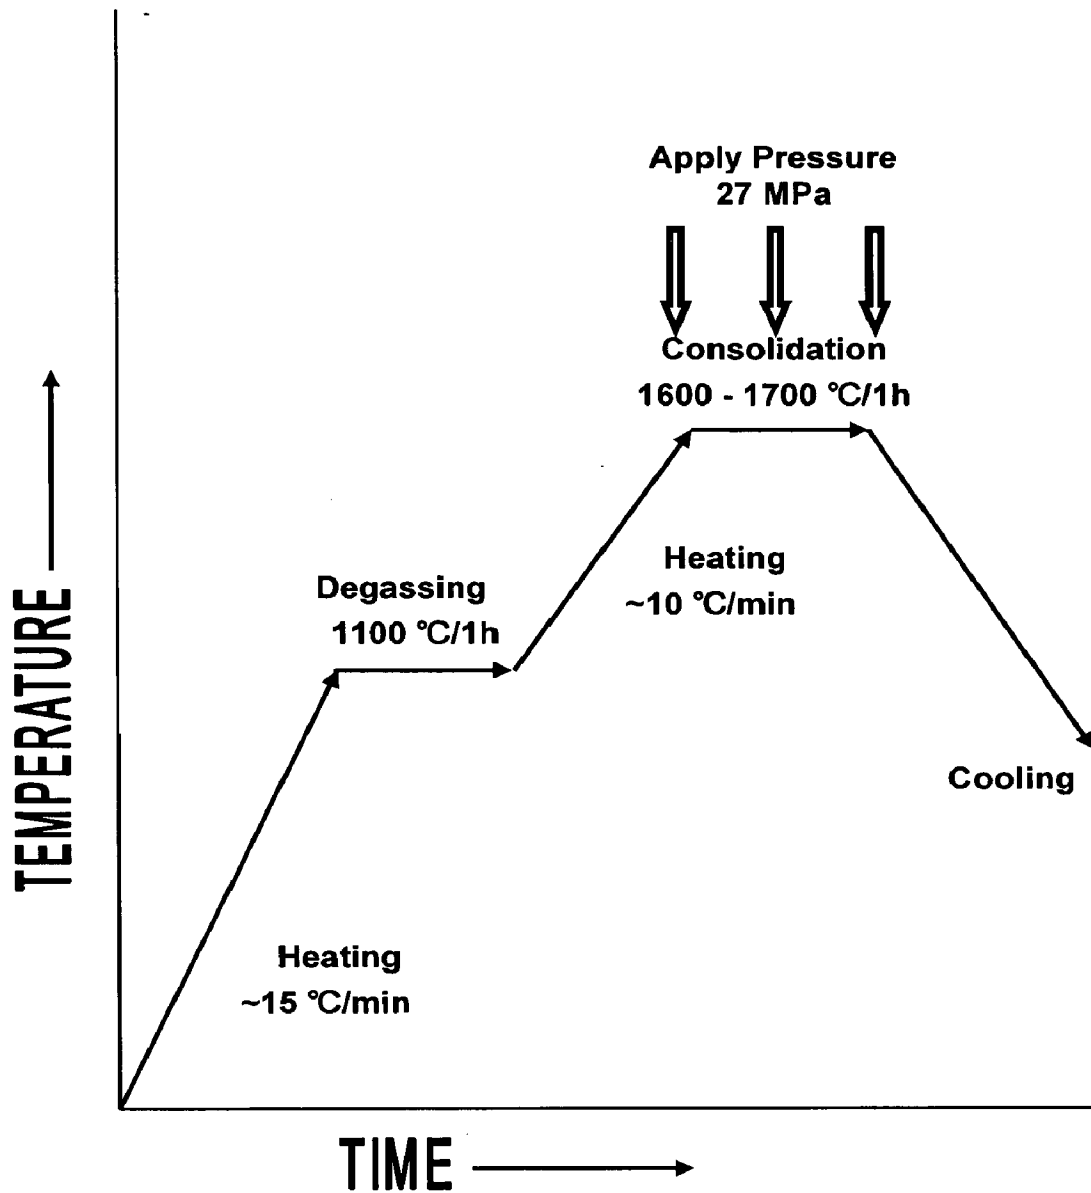 Apply Pressure
27 MPa
Consolidation
1600 - 1700 °C/1h
Heating
~10 °C/min
Degassing
1100 °C/1h
Cooling
Heating
~15 °C/min
TEMPERATURE
TIME